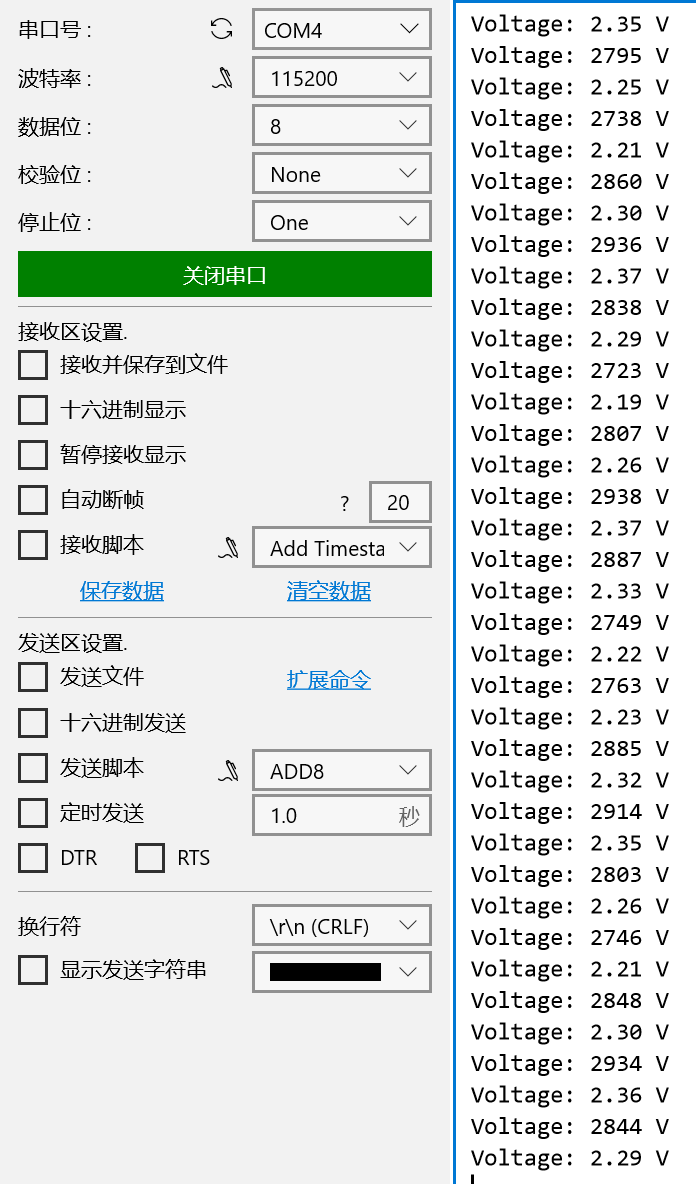 串口号 :
COM4
波特率 :
115200
数据位 :
8
校验位 :
None
停止位 :
One
关闭串口
接收区设置.
接收并保存到文件
十六进制显示
暂停接收显示
自动断帧
?
20
接收脚本
Add Timesta
保存数据
清空数据
发送区设置.
发送文件
扩展命令
十六进制发送
发送脚本
ADD8
定时发送
1.0
秒
DTR
RTS
换行符
\r\n (CRLF)
显示发送字符串
Voltage: 2.35 V
Voltage: 2795 V
Voltage: 2.25 V
Voltage: 2738 V
Voltage: 2.21 V
Voltage: 2860 V
Voltage: 2.30 V
Voltage: 2936 V
Voltage: 2.37 V
Voltage: 2838 V
Voltage: 2.29 V
Voltage: 2723 V
Voltage: 2.19 V
Voltage: 2807 V
Voltage: 2.26 V
Voltage: 2938 V
Voltage: 2.37 V
Voltage: 2887 V
Voltage: 2.33 V
Voltage: 2749 V
Voltage: 2.22 V
Voltage: 2763 V
Voltage: 2.23 V
Voltage: 2885 V
Voltage: 2.32 V
Voltage: 2914 V
Voltage: 2.35 V
Voltage: 2803 V
Voltage: 2.26 V
Voltage: 2746 V
Voltage: 2.21 V
Voltage: 2848 V
Voltage: 2.30 V
Voltage: 2934 V
Voltage: 2.36 V
Voltage: 2844 V
Voltage: 2.29 V